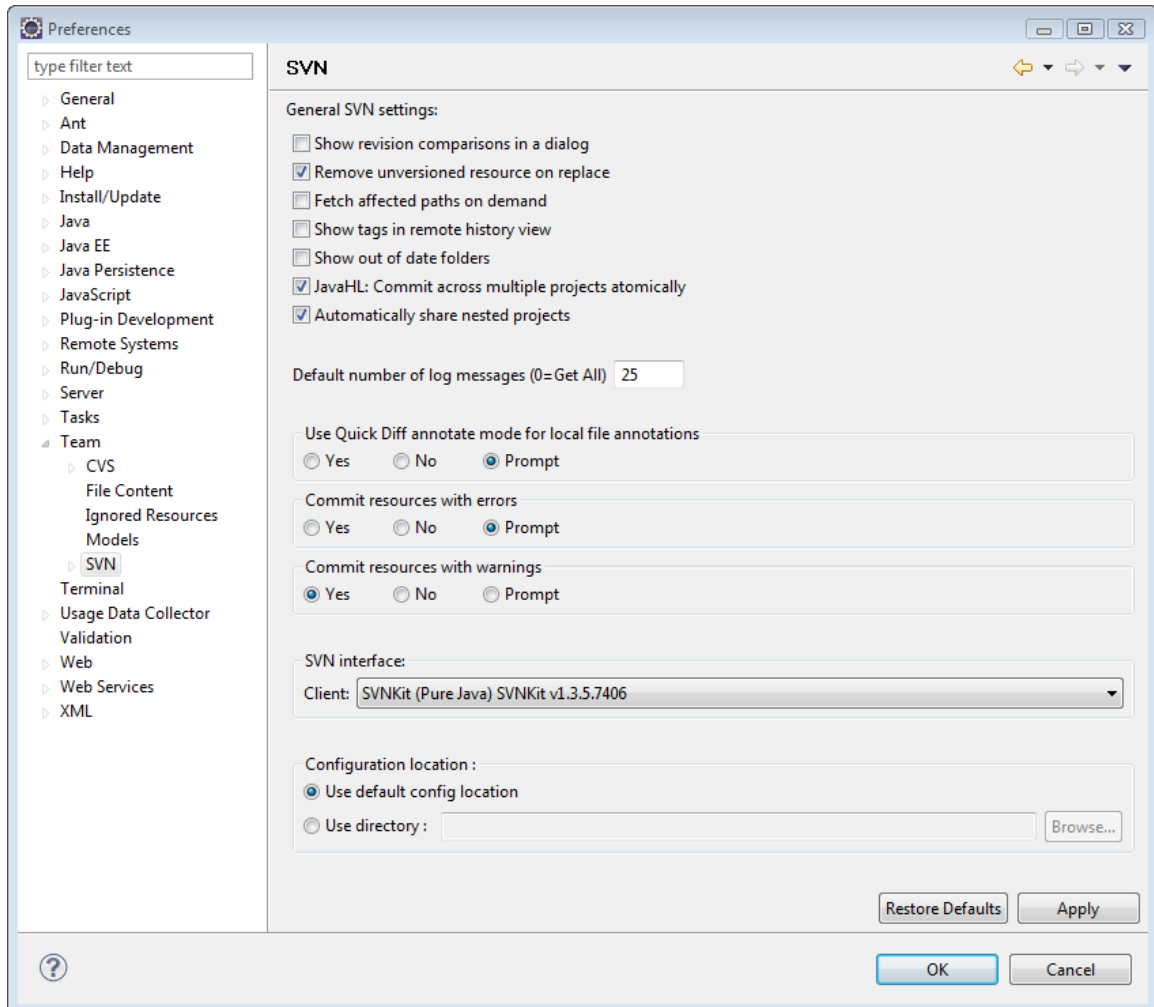 Preferences
type filter text
General
Ant
Data Management
Help
Install/Update
Java
Java EE
Java Persistence
JavaScript
Plug-in Development
Remote Systems
Run/Debug
Server
Tasks
Team
CVS
File Content
Ignored Resources
Models
SVN
Terminal
Usage Data Collector
Validation
Web
Web Services
XML
SVN
General SVN settings:
Show revision comparisons in a dialog
Remove unversioned resource on replace
Fetch affected paths on demand
Show tags in remote history view
Show out of date folders
JavaHL: Commit across multiple projects atomically
Automatically share nested projects
Default number of log messages (0=Get All) 25
Use Quick Diff annotate mode for local file annotations
Yes No Prompt
Commit resources with errors
Yes No Prompt
Commit resources with warnings
Yes No Prompt
SVN interface:
Client: SVNKit (Pure Java) SVNKit v1.3.5.7406
Configuration location :
Use default config location
Use directory : Browse...
Restore Defaults Apply
? OK Cancel